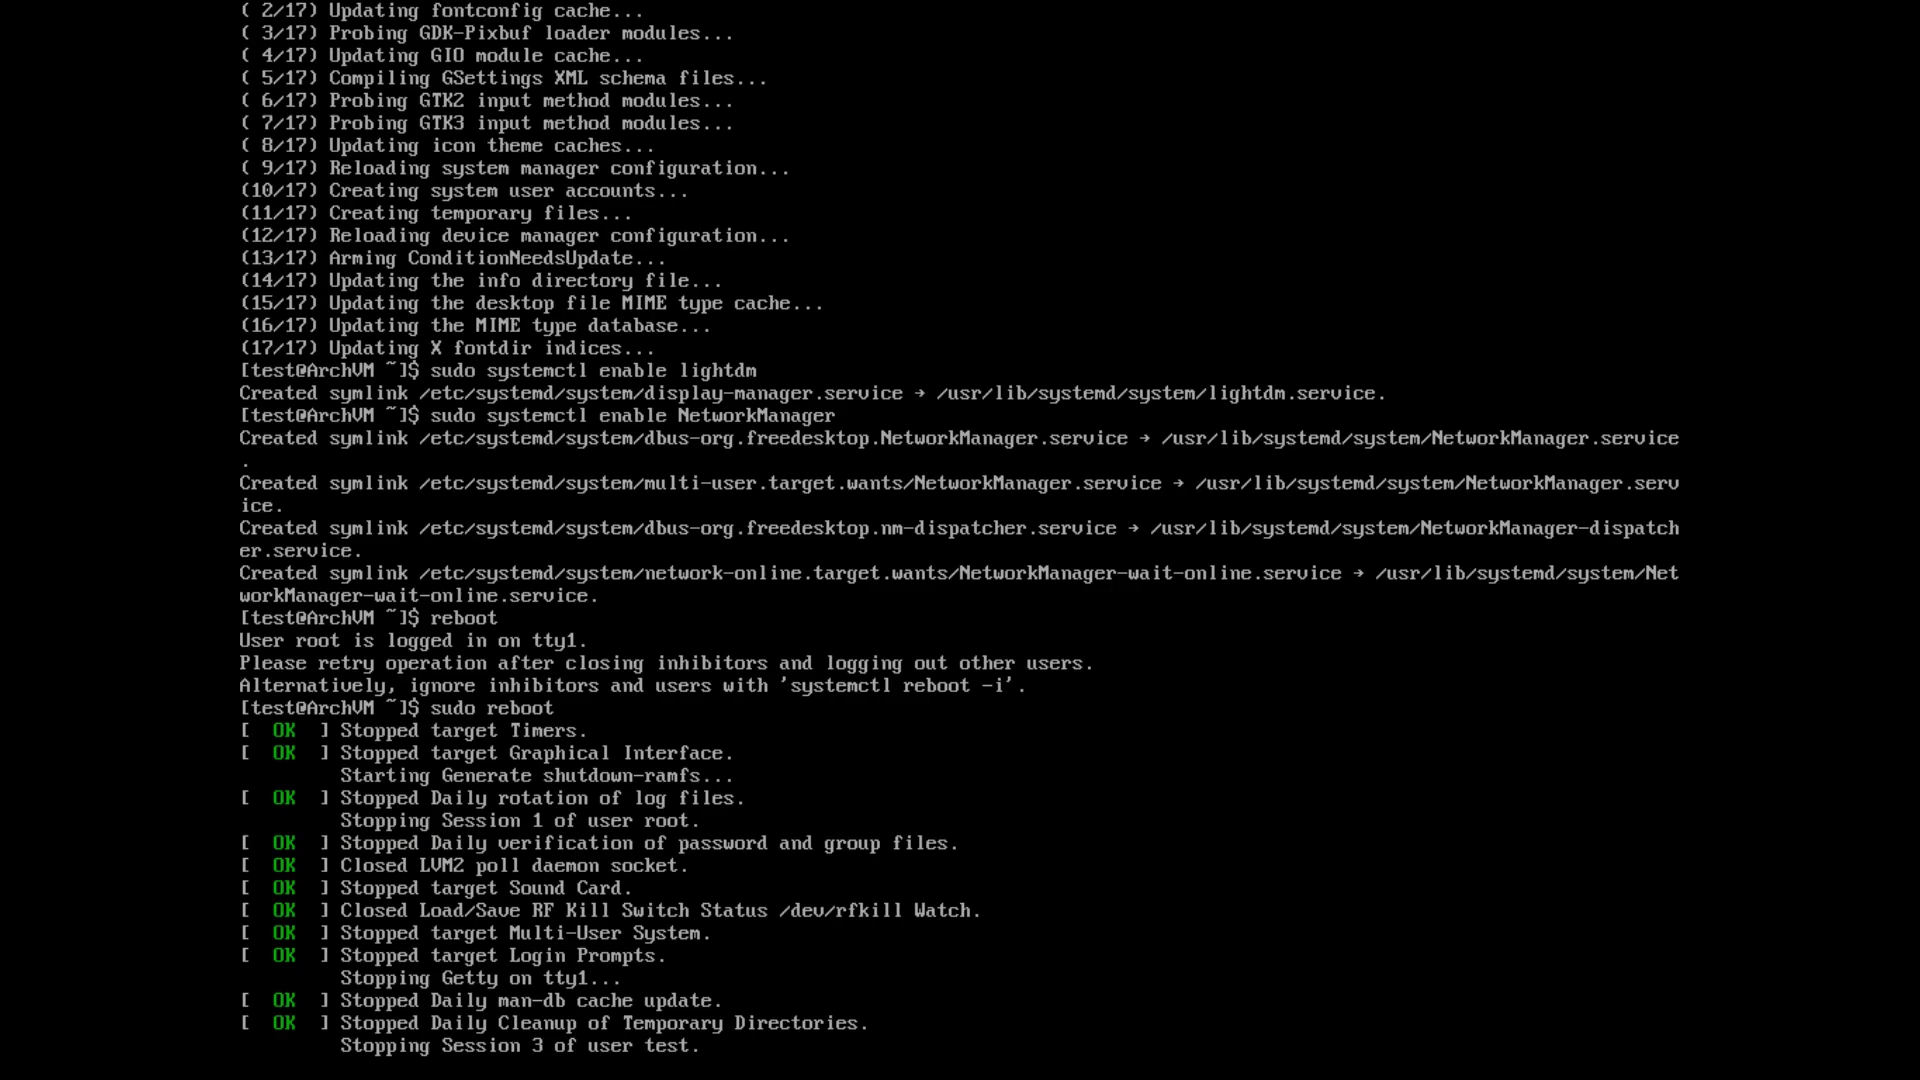 ( 2/17) Updating fontconfig cache...
( 3/17) Probing GDK-Pixbuf loader modules...
( 4/17) Updating GIO module cache...
( 5/17) Compiling GSettings XML schema files...
( 6/17) Probing GTK2 input method modules...
( 7/17) Probing GTK3 input method modules...
( 8/17) Updating icon theme caches...
( 9/17) Reloading system manager configuration...
(10/17) Creating system user accounts...
(11/17) Creating temporary files...
(12/17) Reloading device manager configuration...
(13/17) Arming ConditionNeedsUpdate...
(14/17) Updating the info directory file...
(15/17) Updating the desktop file MIME type cache...
(16/17) Updating the MIME type database...
(17/17) Updating X fontdir indices...
[test@ArchVM ~]$ sudo systemctl enable lightdm
Created symlink /etc/systemd/system/display-manager.service → /usr/lib/systemd/system/lightdm.service.
[test@ArchVM ~]$ sudo systemctl enable NetworkManager
Created symlink /etc/systemd/system/dbus-org.freedesktop.NetworkManager.service → /usr/lib/systemd/system/NetworkManager.service
.
Created symlink /etc/systemd/system/multi-user.target.wants/NetworkManager.service → /usr/lib/systemd/system/NetworkManager.serv
ice.
Created symlink /etc/systemd/system/dbus-org.freedesktop.nm-dispatcher.service → /usr/lib/systemd/system/NetworkManager-dispatch
er.service.
Created symlink /etc/systemd/system/network-online.target.wants/NetworkManager-wait-online.service → /usr/lib/systemd/system/Net
workManager-wait-online.service.
[test@ArchVM ~]$ reboot
User root is logged in on tty1.
Please retry operation after closing inhibitors and logging out other users.
Alternatively, ignore inhibitors and users with 'systemctl reboot -i'.
[test@ArchVM ~]$ sudo reboot
[  OK  ] Stopped target Timers.
[  OK  ] Stopped target Graphical Interface.
         Starting Generate shutdown-ramfs...
[  OK  ] Stopped Daily rotation of log files.
         Stopping Session 1 of user root.
[  OK  ] Stopped Daily verification of password and group files.
[  OK  ] Closed LVM2 poll daemon socket.
[  OK  ] Stopped target Sound Card.
[  OK  ] Closed Load/Save RF Kill Switch Status /dev/rfkill Watch.
[  OK  ] Stopped target Multi-User System.
[  OK  ] Stopped target Login Prompts.
         Stopping Getty on tty1...
[  OK  ] Stopped Daily man-db cache update.
[  OK  ] Stopped Daily Cleanup of Temporary Directories.
         Stopping Session 3 of user test.